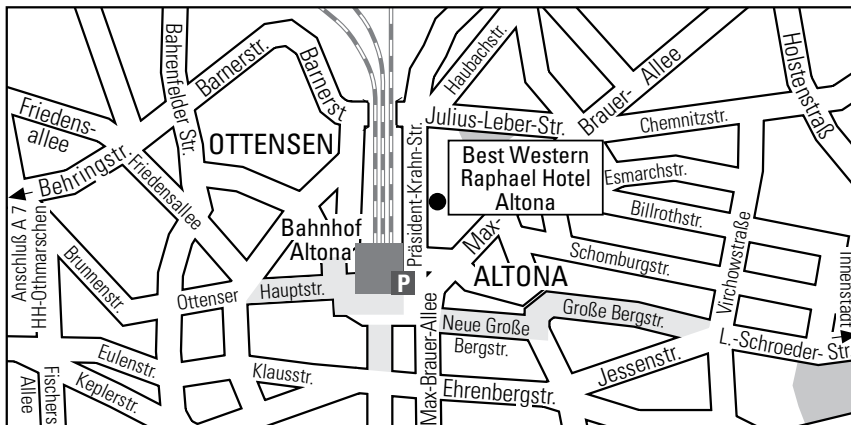 Bahrenfelder Str.
Barnerstr.
Barnerst
Haubachstr.
Brauer- Allee
Holstenstraß
Friedens-
allee
Julius-Leber-Str.
Chemnitzstr.
OTTENSEN
Behringstr.
Friedensallee
Präsident-Krahn-Str.
Best Western
Raphael Hotel
Altona
Esmarchstr.
Billrothstr.
Anschluß A 7
HH-Othmarschen
Bahnhof
Altona
Max-
Schomburgstr.
Virchowstraße
Innenstadt
Brunnenstr.
Ottenser
Hauptstr.
P
ALTONA
Große Bergstr.
Neue Große
Bergstr.
Max-Brauer-Allee
L.-Schroeder- Str
Eulenstr.
Klausstr.
Jessenstr.
Ehrenbergstr.
Keplerstr.
Fischers
Allee